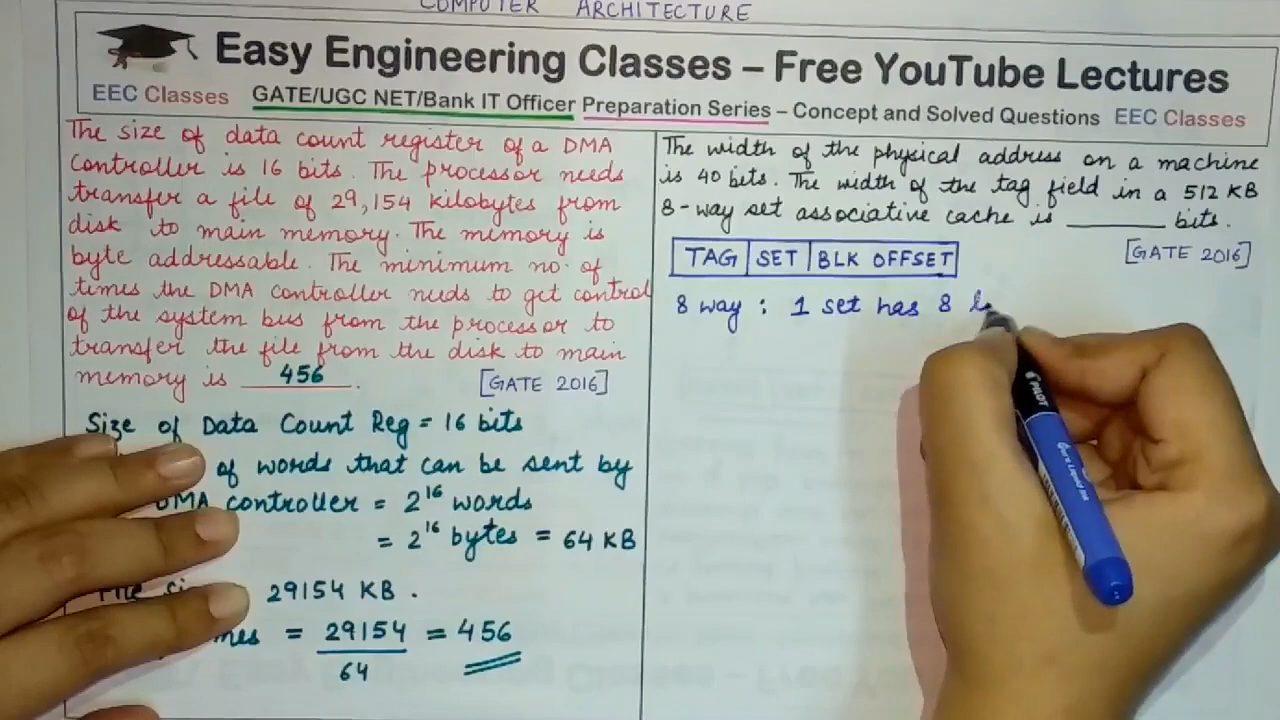 COMPUTER ARCHITECTURE
Easy Engineering Classes – Free YouTube Lectures
EEC Classes GATE/UGC NET/Bank IT Officer Preparation Series – Concept and Solved Questions EEC Classes
The size of data count register of a DMA
controller is 16 bits. The processor needs
transfer a file of 29,154 kilobytes from
disk to main memory. The memory is
byte addressable. The minimum no. of
times the DMA controller needs to get control
of the system bus from the processor to
transfer the file from the disk to main
memory is 456.
[GATE 2016]
Size of Data Count Reg = 16 bits
of words that can be sent by
DMA controller = 2^16 words
= 2^16 bytes = 64 KB
29154 KB.
= 29154 / 64 = 456
The width of the physical address on a machine
is 40 bits. The width of the tag field in a 512 KB
8-way set associative cache is ________ bits.
[GATE 2016]
TAG SET BLK OFFSET
8 way : 1 set has 8
PILOT